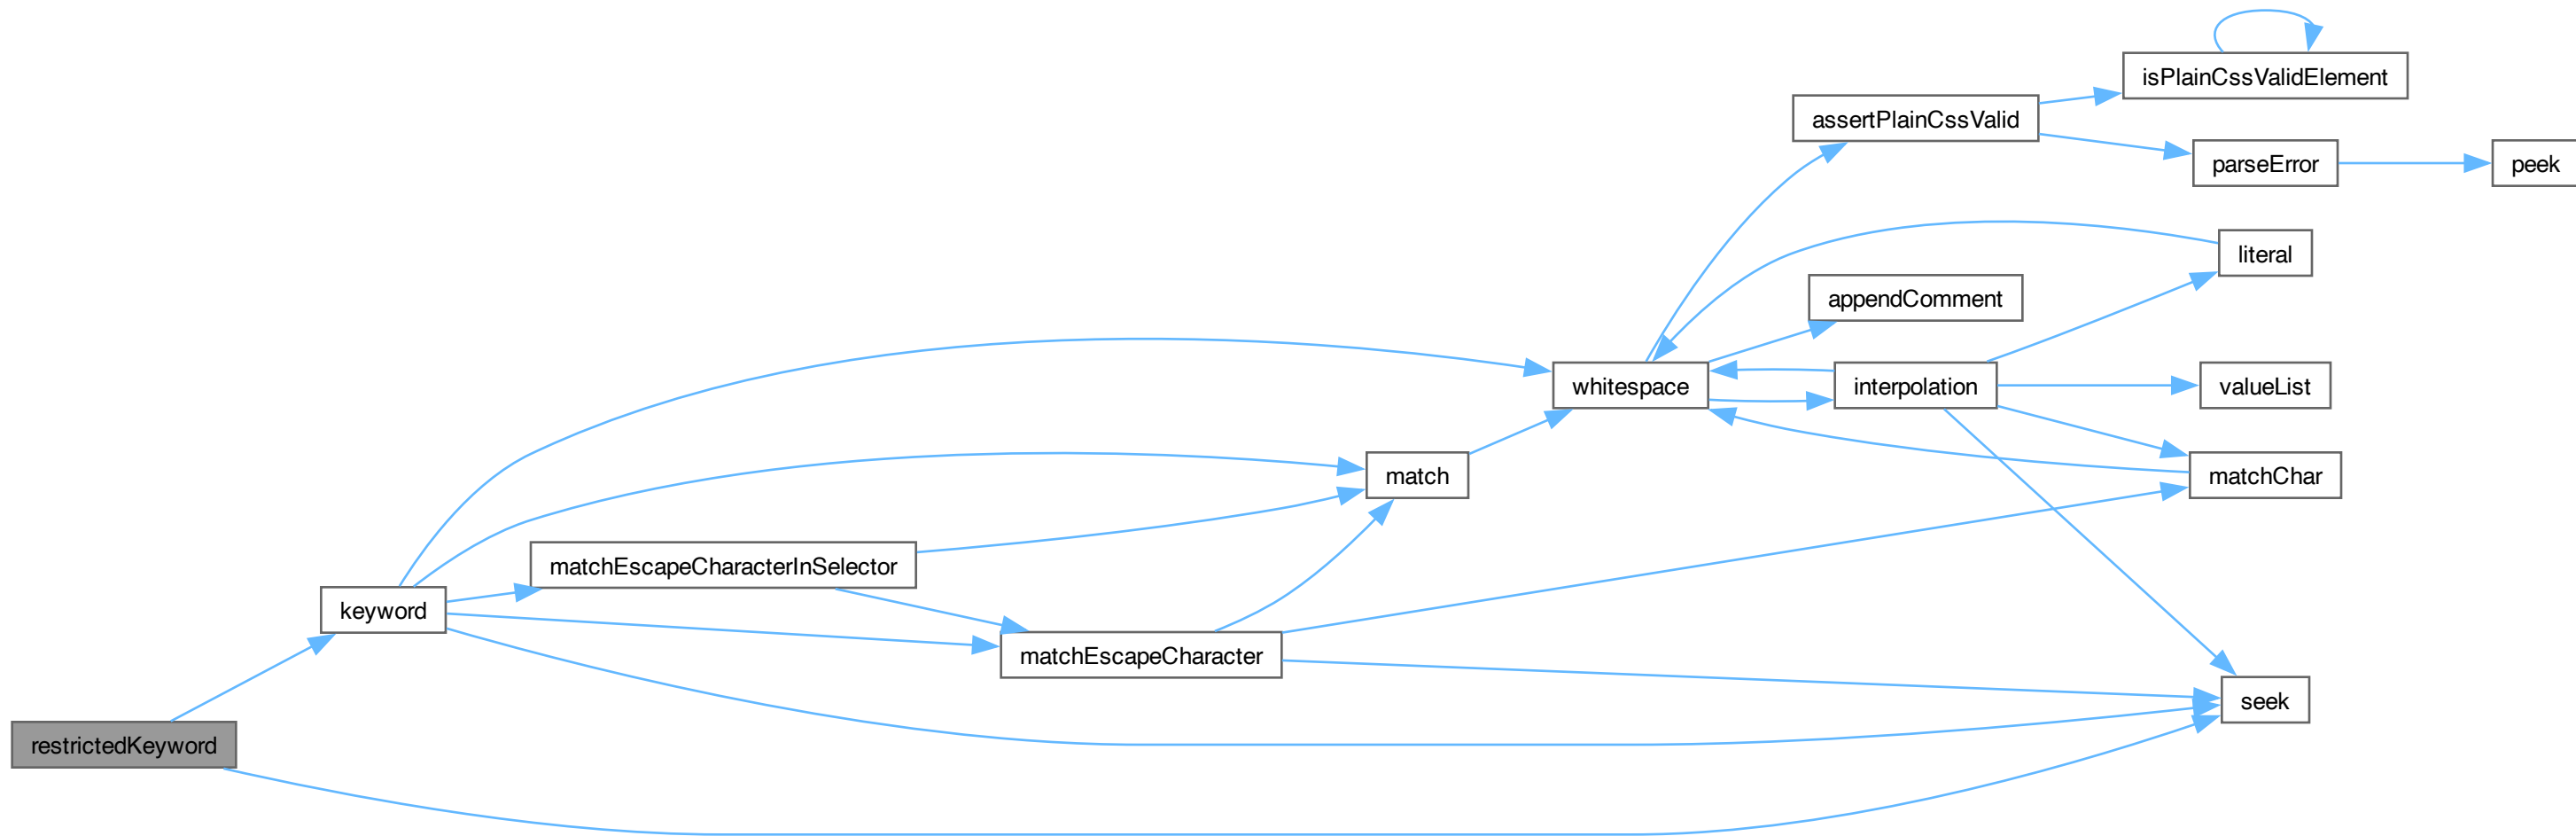 isPlainCssValidElement
assertPlainCssValid
parseError
peek
literal
appendComment
whitespace
interpolation
valueList
match
matchChar
matchEscapeCharacterInSelector
keyword
matchEscapeCharacter
seek
restrictedKeyword